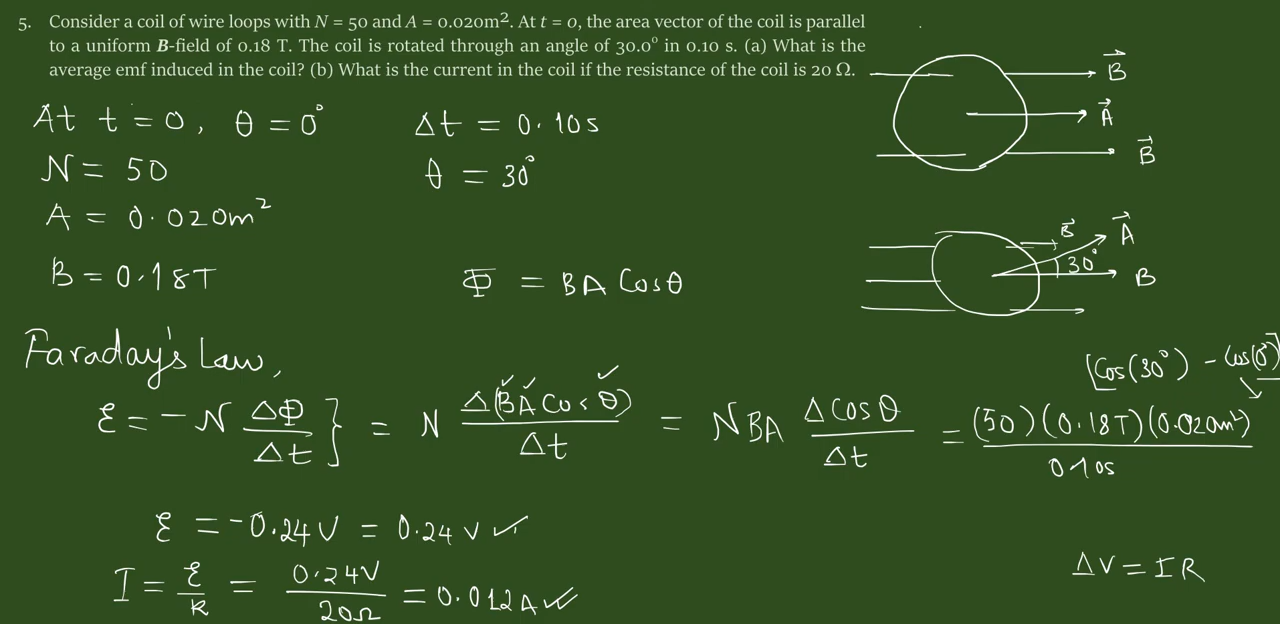 5. Consider a coil of wire loops with N = 50 and A = 0.020m². At t = 0, the area vector of the coil is parallel
to a uniform B-field of 0.18 T. The coil is rotated through an angle of 30.0⁰ in 0.10 s. (a) What is the
average emf induced in the coil? (b) What is the current in the coil if the resistance of the coil is 20 Ω.
At t = 0, θ = 0°
N = 50
A = 0.020m²
B = 0.18T
Δt = 0.10s
θ = 30°
Φ = BA Cosθ
B⃗
A⃗
B⃗
B⃗
A⃗
30°
B
Faraday's Law,
[Cos(30°) - Cos(0°)]
ℰ = - N ΔΦ/Δt } = N Δ(BA Cos θ)/Δt = NBA ΔCOSθ/Δt = (50)(0.18T)(0.020m²)/0.10s
ℰ = -0.24V = 0.24V ✓
I = ℰ/R = 0.24V/20Ω = 0.012A ✓
ΔV = IR